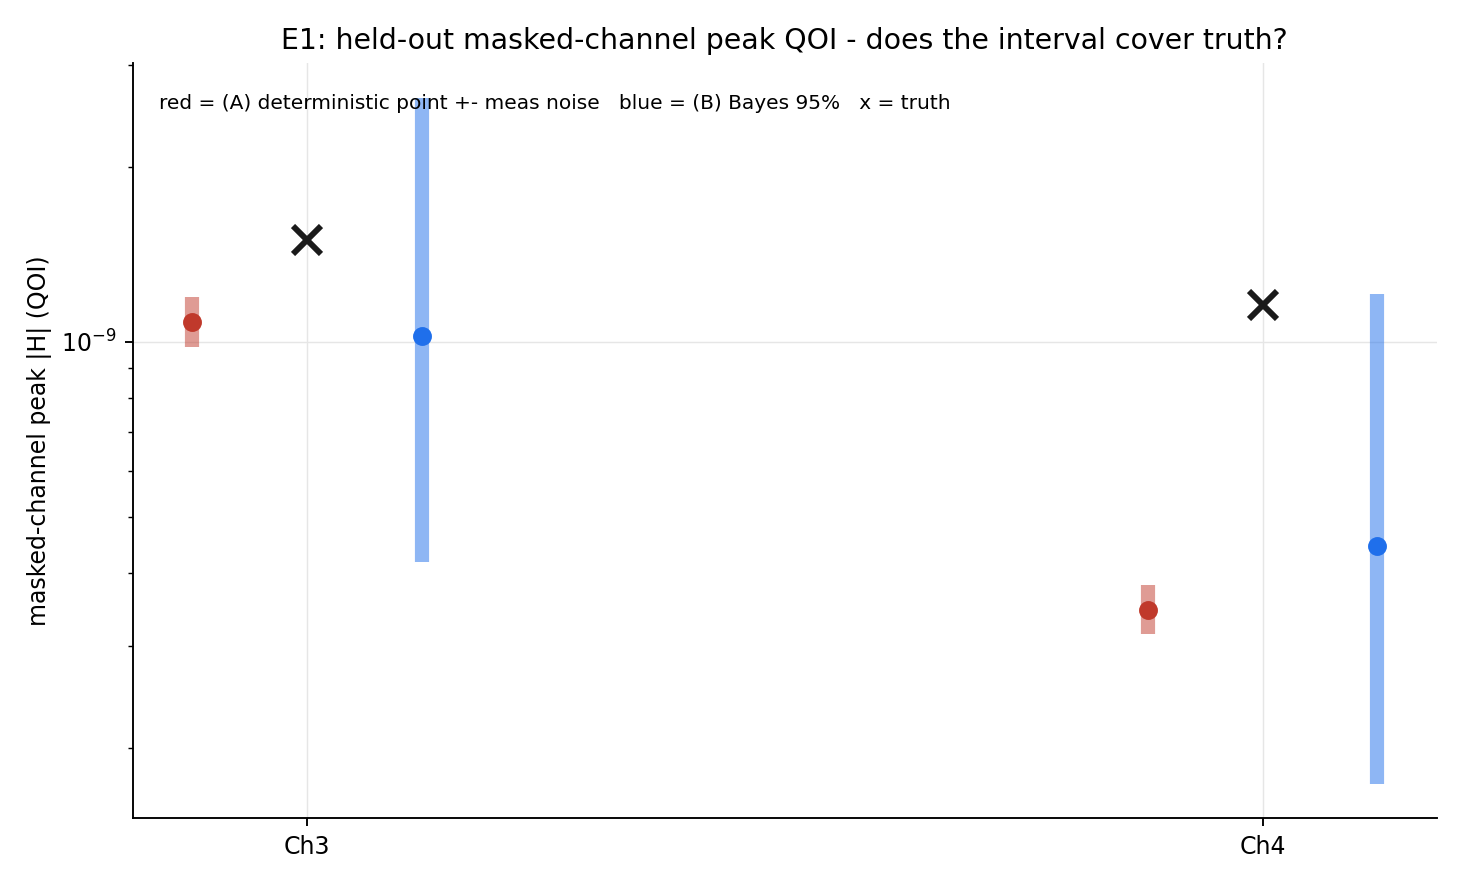 E1: held-out masked-channel peak QOI - does the interval cover truth?
red = (A) deterministic point +- meas noise blue = (B) Bayes 95% x = truth
masked-channel peak |H| (QOI)
10⁻⁹
Ch3
Ch4